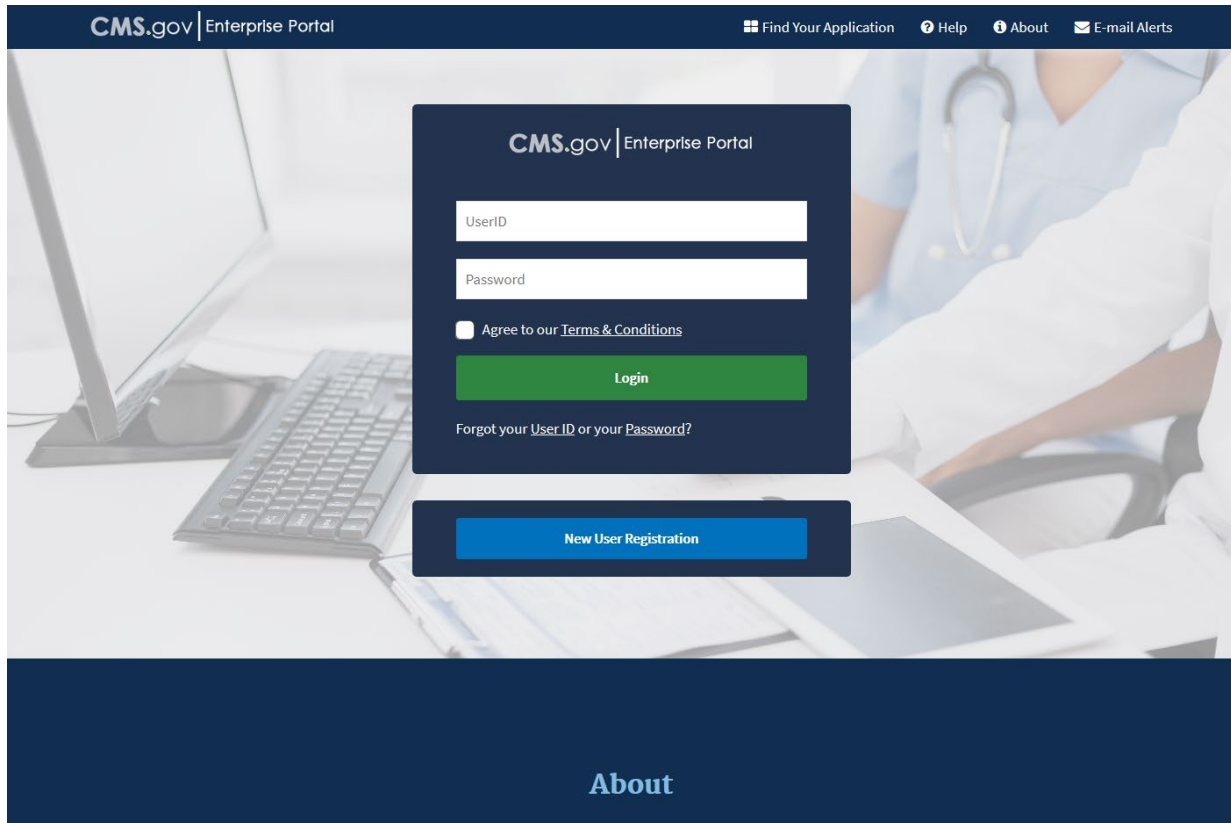 CMS.gov Enterprise Portal
Find Your Application Help About E-mail Alerts
CMS.gov Enterprise Portal
UserID
Password
Agree to our Terms & Conditions
Login
Forgot your User ID or your Password?
New User Registration
About